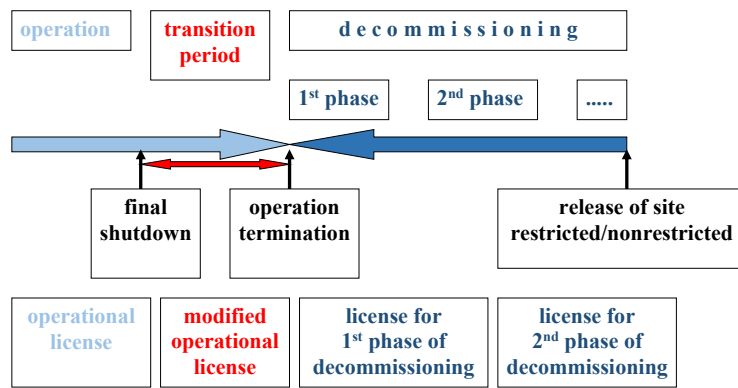 operation
transition
period
d e c o m m i s s i o n i n g
1st phase
2nd phase
.....
final
shutdown
operation
termination
release of site
restricted/nonrestricted
operational
license
modified
operational
license
license for
1st phase of
decommissioning
license for
2nd phase of
decommissioning